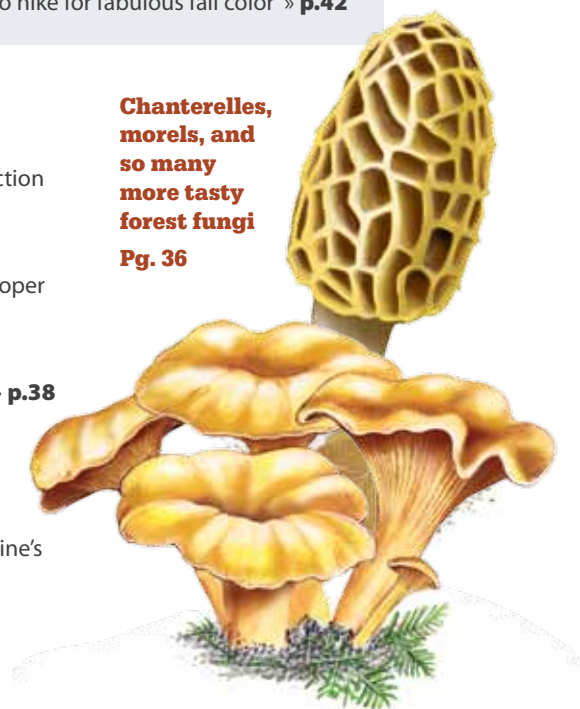 o hike for fabulous fall color » p.42
Chanterelles,
morels, and
so many
more tasty
forest fungi
Pg. 36
ction
oper
p.38
ine's